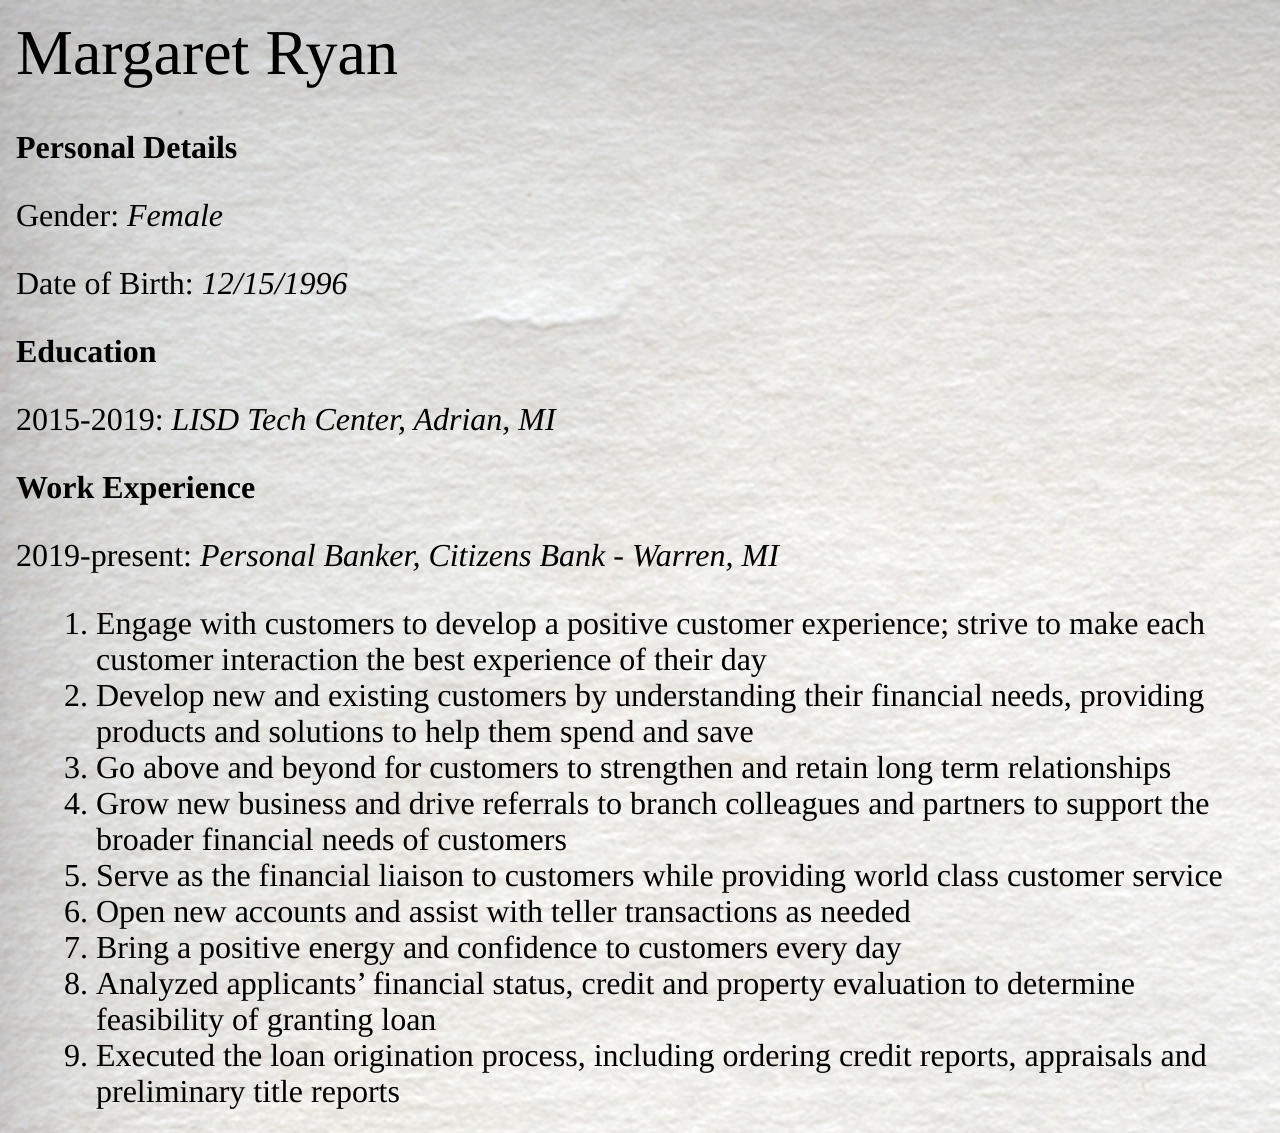 Margaret Ryan
Personal Details
Gender: Female
Date of Birth: 12/15/1996
Education
2015-2019: LISD Tech Center, Adrian, MI
Work Experience
2019-present: Personal Banker, Citizens Bank - Warren, MI
1. Engage with customers to develop a positive customer experience; strive to make each
customer interaction the best experience of their day
2. Develop new and existing customers by understanding their financial needs, providing
products and solutions to help them spend and save
3. Go above and beyond for customers to strengthen and retain long term relationships
4. Grow new business and drive referrals to branch colleagues and partners to support the
broader financial needs of customers
5. Serve as the financial liaison to customers while providing world class customer service
6. Open new accounts and assist with teller transactions as needed
7. Bring a positive energy and confidence to customers every day
8. Analyzed applicants’ financial status, credit and property evaluation to determine
feasibility of granting loan
9. Executed the loan origination process, including ordering credit reports, appraisals and
preliminary title reports